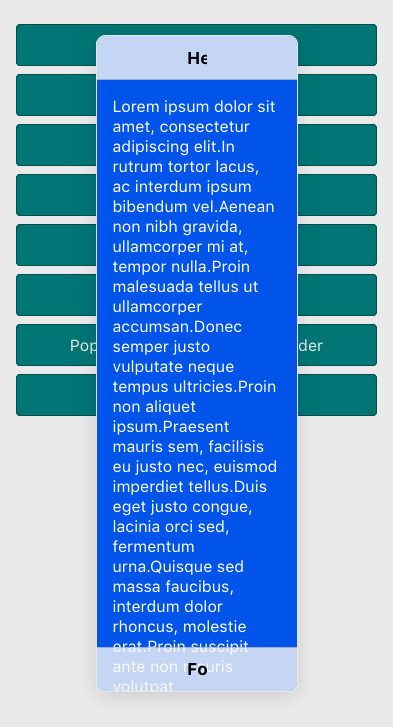 He
Lorem ipsum dolor sit
amet, consectetur
adipiscing elit.In
rutrum tortor lacus,
ac interdum ipsum
bibendum vel.Aenean
non nibh gravida,
ullamcorper mi at,
tempor nulla.Proin
malesuada tellus ut
ullamcorper
accumsan.Donec
semper justo
vulputate neque
Pop
der
tempus ultricies.Proin
non aliquet
ipsum.Praesent
mauris sem, facilisis
eu justo nec, euismod
imperdiet tellus.Duis
eget justo congue,
lacinia orci sed,
fermentum
urna.Quisque sed
massa faucibus,
interdum dolor
rhoncus, molestie
erat.Proin suscipit
ante non mauris
volutpat
Fo